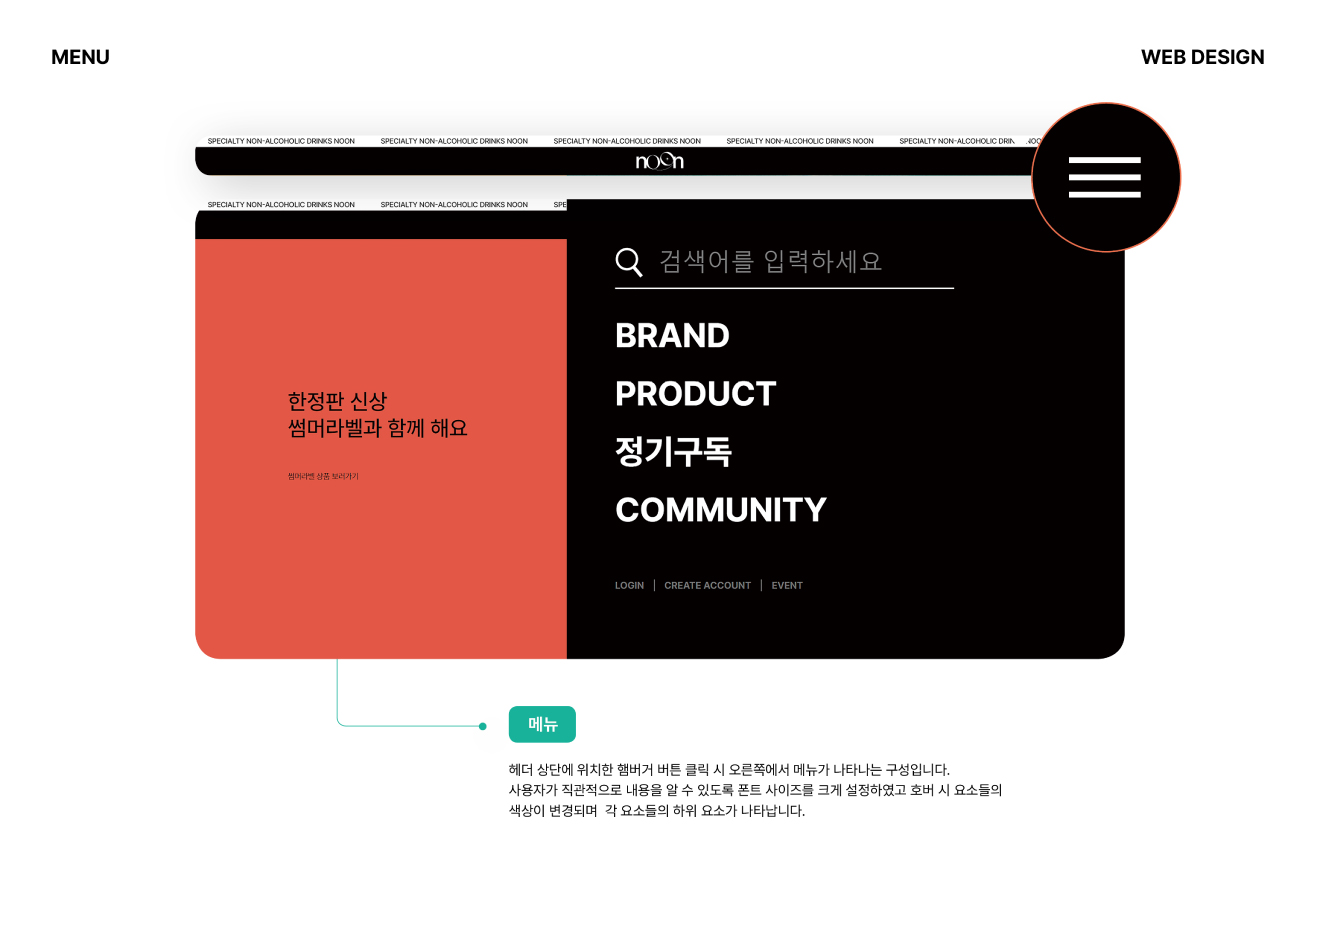 MENU
WEB DESIGN
SPECIALTY NON-ALCOHOLIC DRINKS NOON SPECIALTY NON-ALCOHOLIC DRINKS NOON SPECIALTY NON-ALCOHOLIC DRINKS NOON SPECIALTY NON-ALCOHOLIC DRINKS NOON SPECIALTY NON-ALCOHOLIC DRIN
noon
SPECIALTY NON-ALCOHOLIC DRINKS NOON SPECIALTY NON-ALCOHOLIC DRINKS NOON SPE
검색어를 입력하세요
BRAND
PRODUCT
정기구독
COMMUNITY
LOGIN | CREATE ACCOUNT | EVENT
한정판 신상
썸머라벨과 함께 해요
썸머라벨 상품 보러가기
메뉴
헤더 상단에 위치한 햄버거 버튼 클릭 시 오른쪽에서 메뉴가 나타나는 구성입니다.
사용자가 직관적으로 내용을 알 수 있도록 폰트 사이즈를 크게 설정하였고 호버 시 요소들의
색상이 변경되며 각 요소들의 하위 요소가 나타납니다.